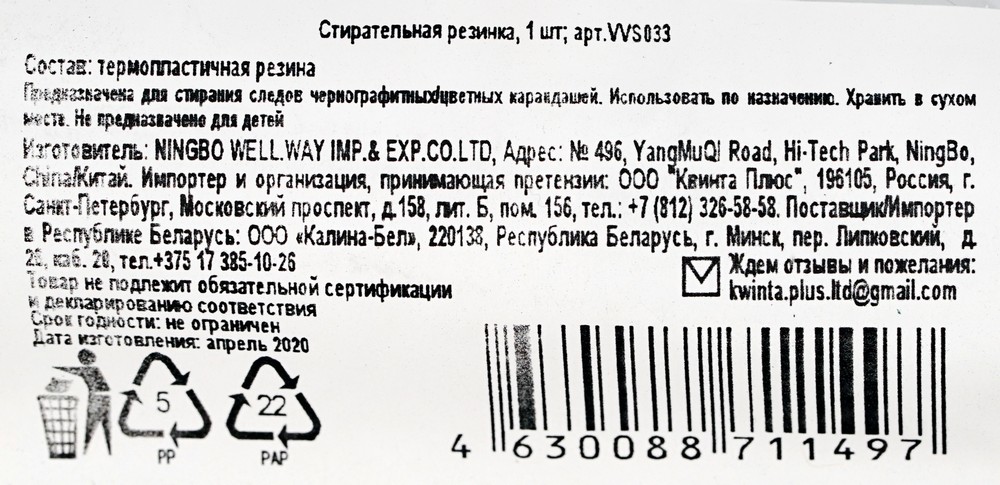 Стирательная резинка, 1 шт; арт.VVS033
Состав: термопластичная резина
Предназначена для стирания следов чернографитных/цветных карандашей. Использовать по назначению. Хранить в сухом
месте. Не предназначено для детей
Изготовитель: NINGBO WELL.WAY IMP.& EXP.CO.LTD, Адрес: № 496, YangMuQI Road, Hi-Tech Park, NingBo,
China/Китай. Импортер и организация, принимающая претензии: ООО "Квинта Плюс", 196105, Россия, г.
Санкт-Петербург, Московский проспект, д.158, лит. Б, пом. 156, тел.: +7 (812) 326-58-58. Поставщик/Импортер
в Республике Беларусь: ООО «Калина-Бел», 220138, Республика Беларусь, г. Минск, пер. Липковский, д.
каб. 20, тел.+375 17 385-10-26
Товар не подлежит обязательной сертификации
и декларированию соответствия
Срок годности: не ограничен
Дата изготовления: апрель 2020
Ждем отзывы и пожелания:
kwinta.plus.ltd@gmail.com
5
PP
22
PAP
4 630088 711497